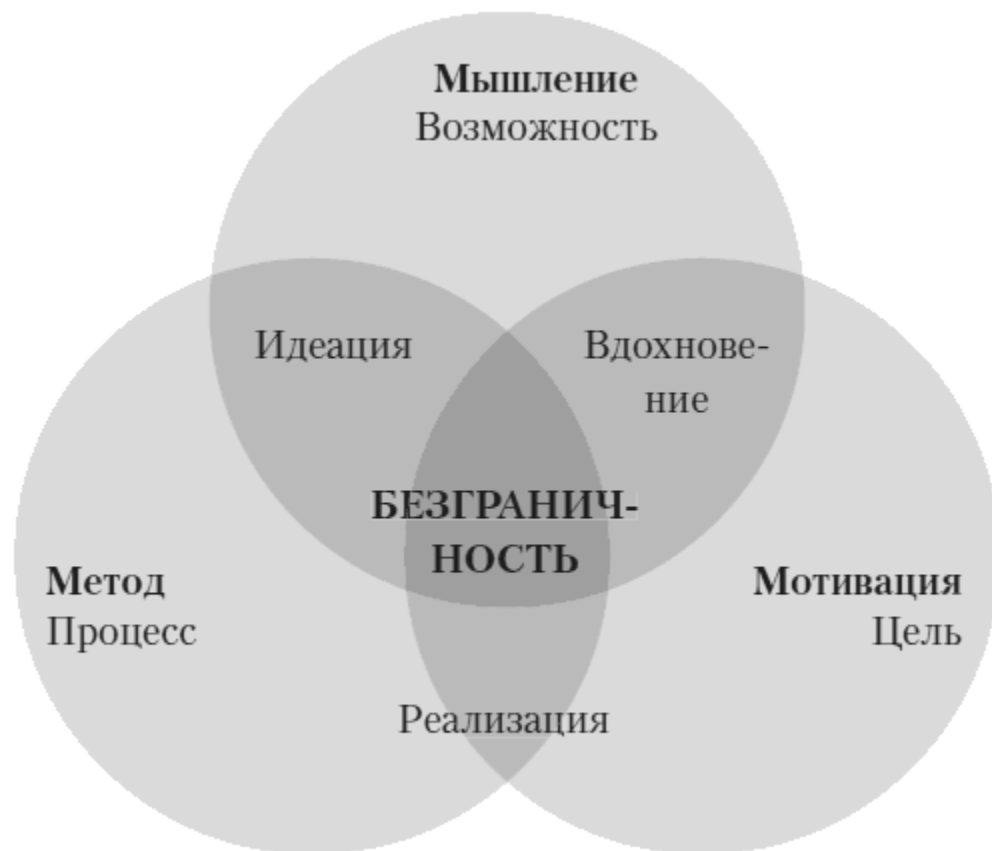 Мышление
Возможность
Идеация
Вдохнове-
ние
БЕЗГРАНИЧ-
НОСТЬ
Метод
Процесс
Мотивация
Цель
Реализация